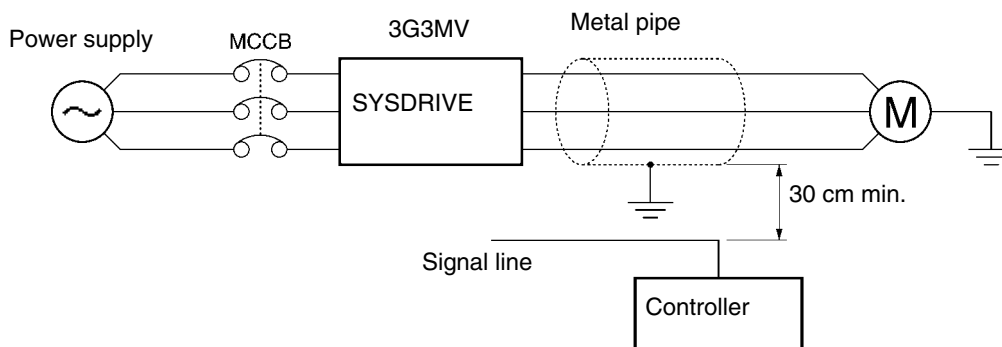 3G3MV
Metal pipe
Power supply
MCCB
SYSDRIVE
M
30 cm min.
Signal line
Controller